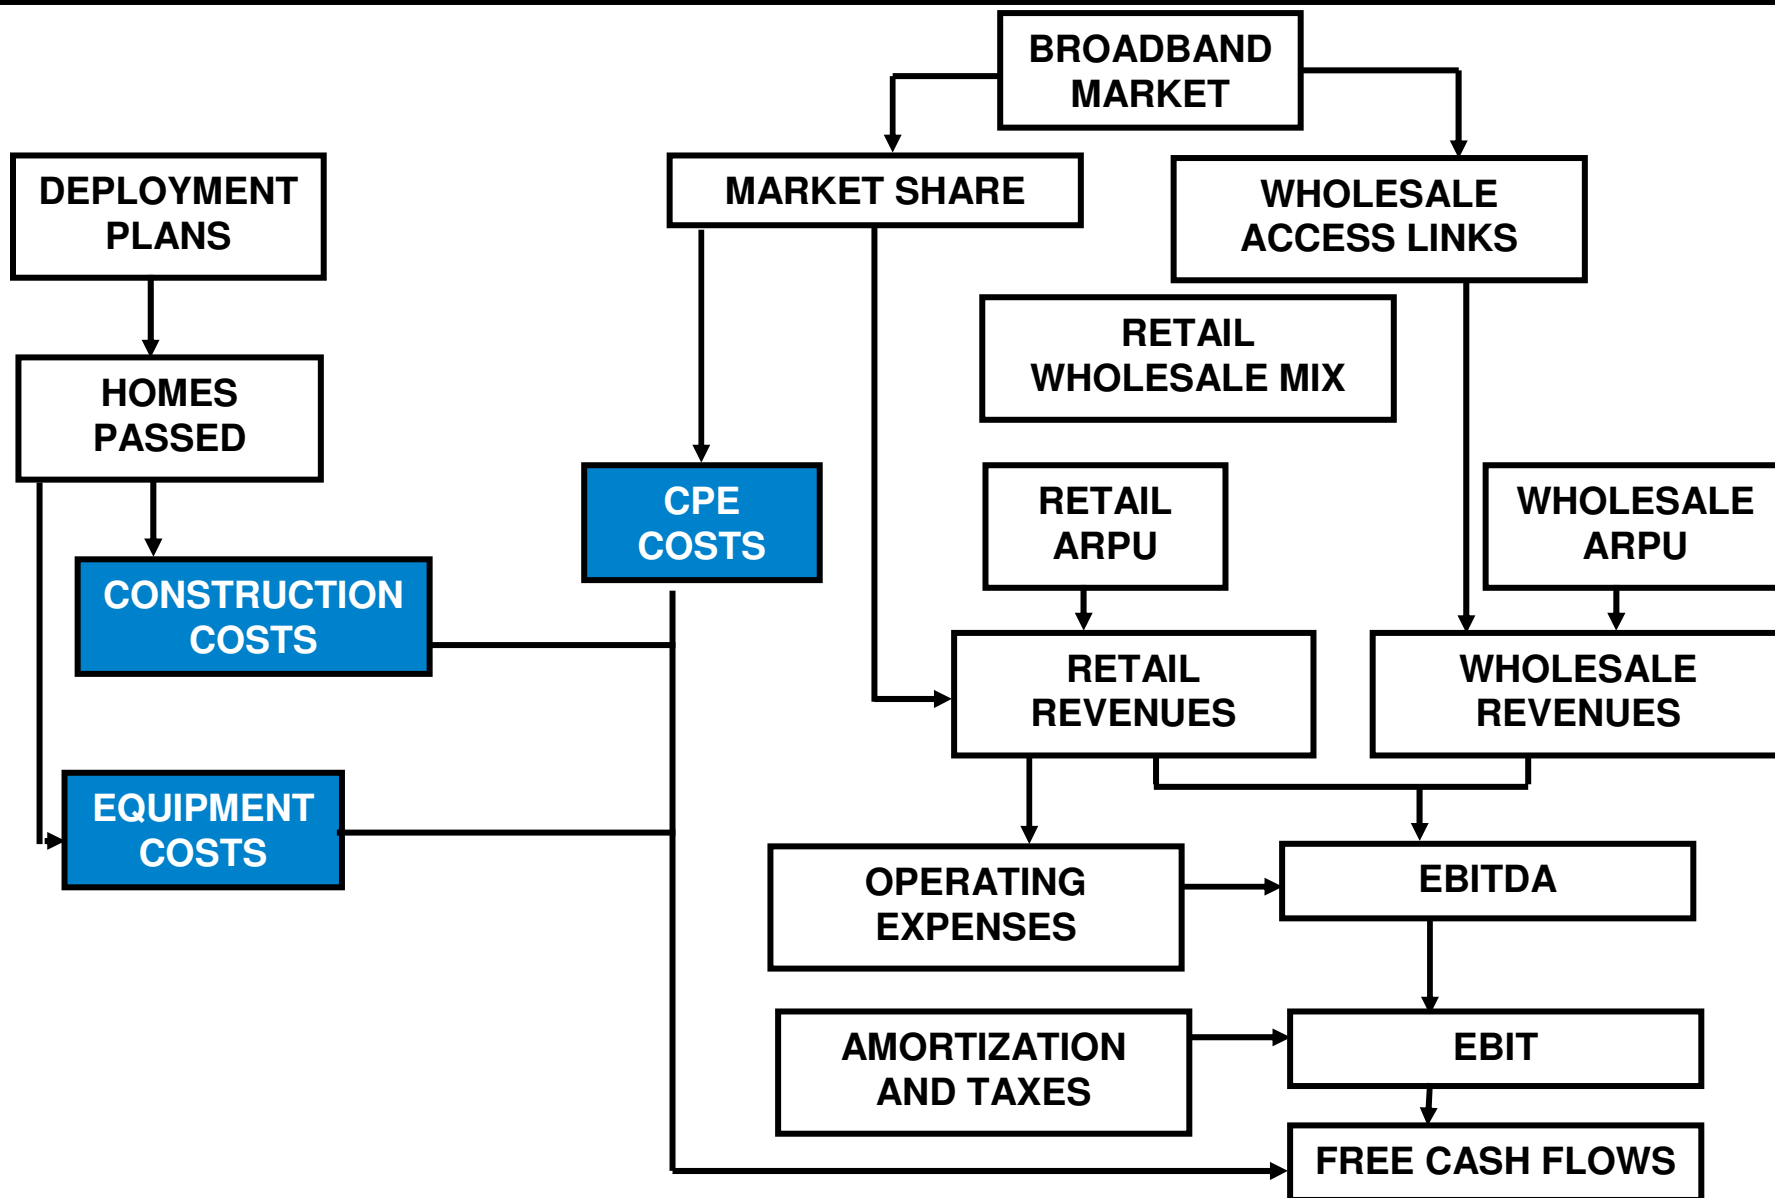 BROADBAND
MARKET
DEPLOYMENT
PLANS
MARKET SHARE
WHOLESALE
ACCESS LINKS
RETAIL
WHOLESALE MIX
HOMES
PASSED
CPE
COSTS
RETAIL
ARPU
WHOLESALE
ARPU
CONSTRUCTION
COSTS
RETAIL
REVENUES
WHOLESALE
REVENUES
EQUIPMENT
COSTS
OPERATING
EXPENSES
EBITDA
AMORTIZATION
AND TAXES
EBIT
FREE CASH FLOWS